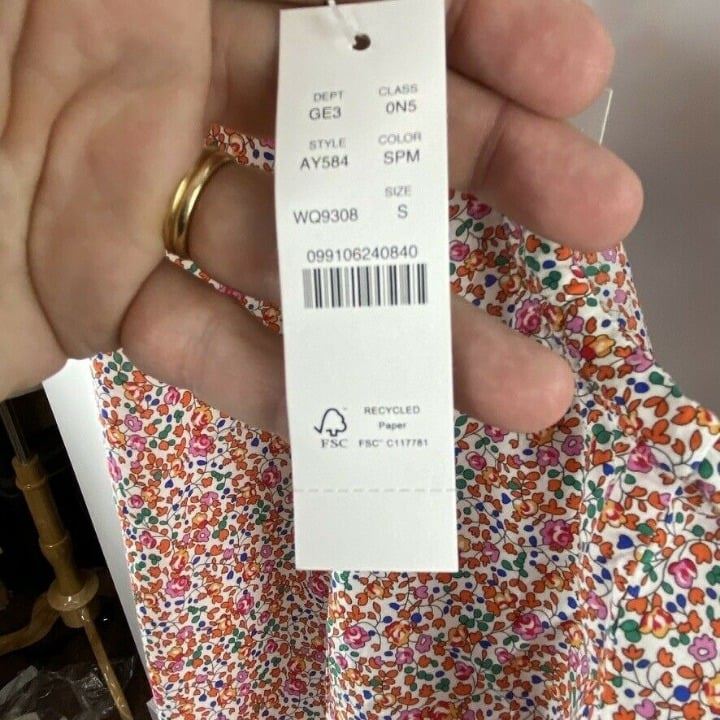 DEPT CLASS
GE3 0N5
STYLE COLOR
AY584 SPM
SIZE
WQ9308 S
099106240840
RECYCLED
Paper
FSC FSC® C117781